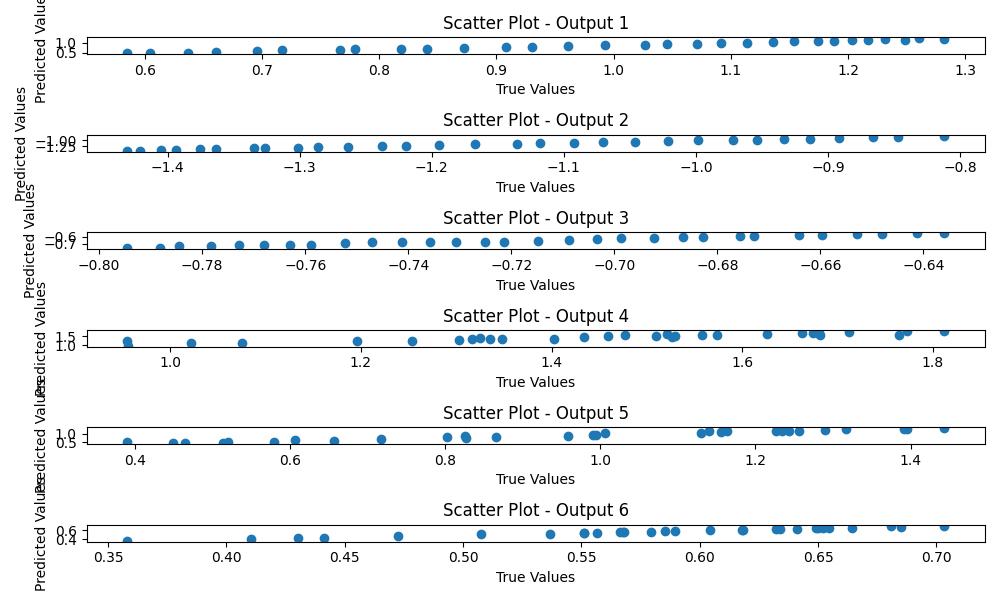 Scatter Plot - Output 1
Predicted Values
1.0
0.5
0.6 0.7 0.8 0.9 1.0 1.1 1.2 1.3
True Values
Scatter Plot - Output 2
Predicted Values
−1.00
−1.25
−1.4 −1.3 −1.2 −1.1 −1.0 −0.9 −0.8
True Values
Scatter Plot - Output 3
Predicted Values
−0.6
−0.7
−0.80 −0.78 −0.76 −0.74 −0.72 −0.70 −0.68 −0.66 −0.64
True Values
Scatter Plot - Output 4
Predicted Values
1.5
1.0
1.0 1.2 1.4 1.6 1.8
True Values
Scatter Plot - Output 5
Predicted Values
1.0
0.5
0.4 0.6 0.8 1.0 1.2 1.4
True Values
Scatter Plot - Output 6
Predicted Values
0.6
0.4
0.35 0.40 0.45 0.50 0.55 0.60 0.65 0.70
True Values